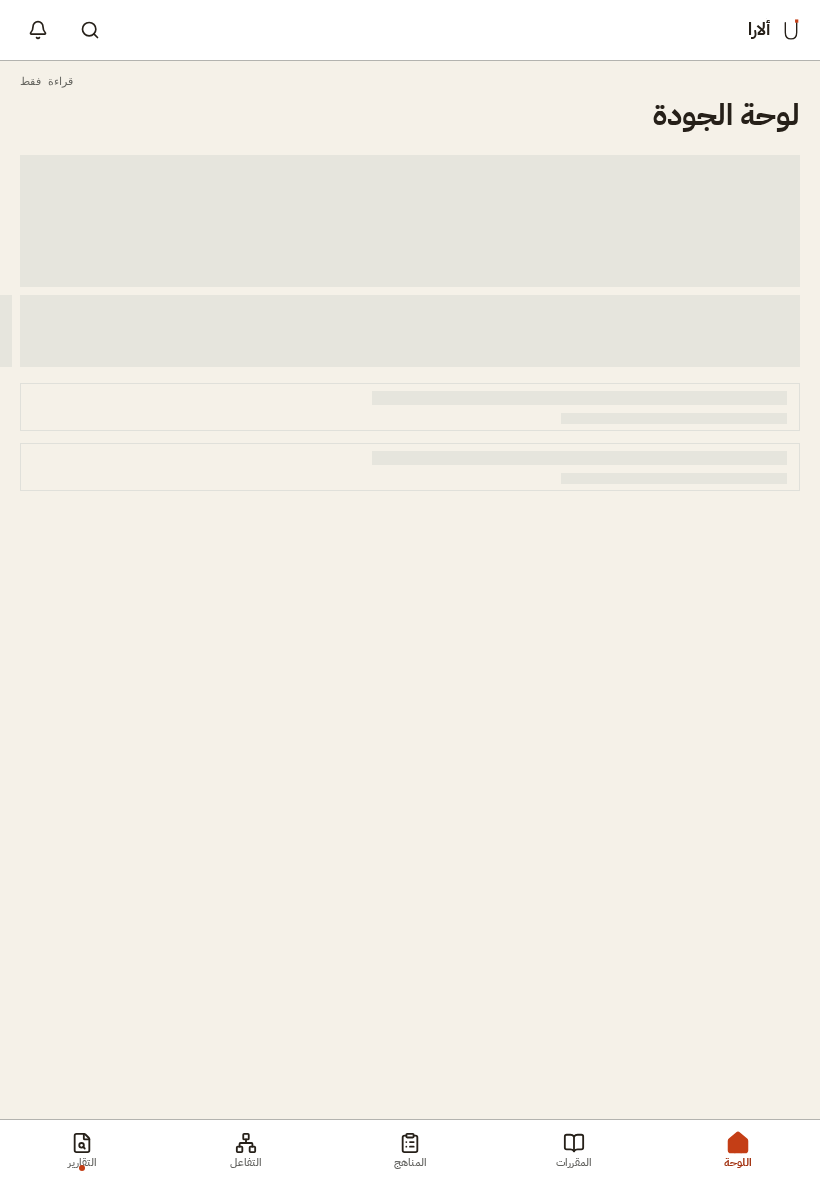 ألارا
قراءة فقط
لوحة الجودة
اللوحة
المقررات
المناهج
التفاعل
التقارير